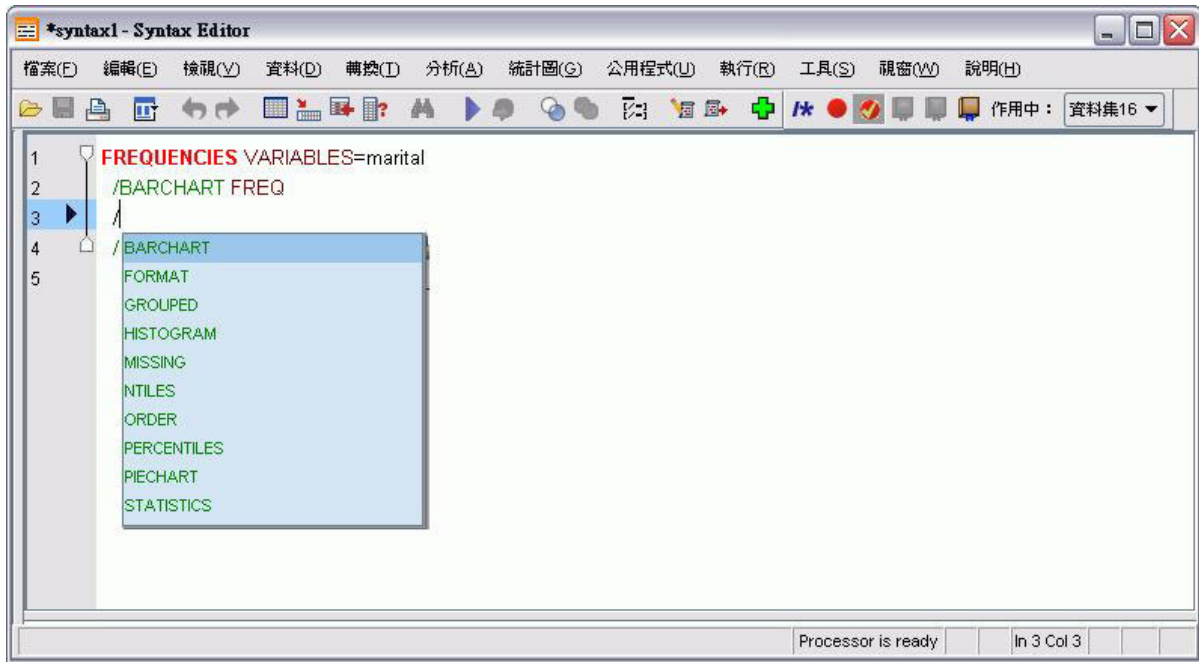 *syntax1 - Syntax Editor
檔案(F) 編輯(E) 檢視(V) 資料(D) 轉換(T) 分析(A) 統計圖(G) 公用程式(U) 執行(R) 工具(S) 視窗(W) 說明(H)
作用中： 資料集16
1 FREQUENCIES VARIABLES=marital
2 /BARCHART FREQ
3 /
4 /
5
BARCHART
FORMAT
GROUPED
HISTOGRAM
MISSING
NTILES
ORDER
PERCENTILES
PIECHART
STATISTICS
Processor is ready In 3 Col 3